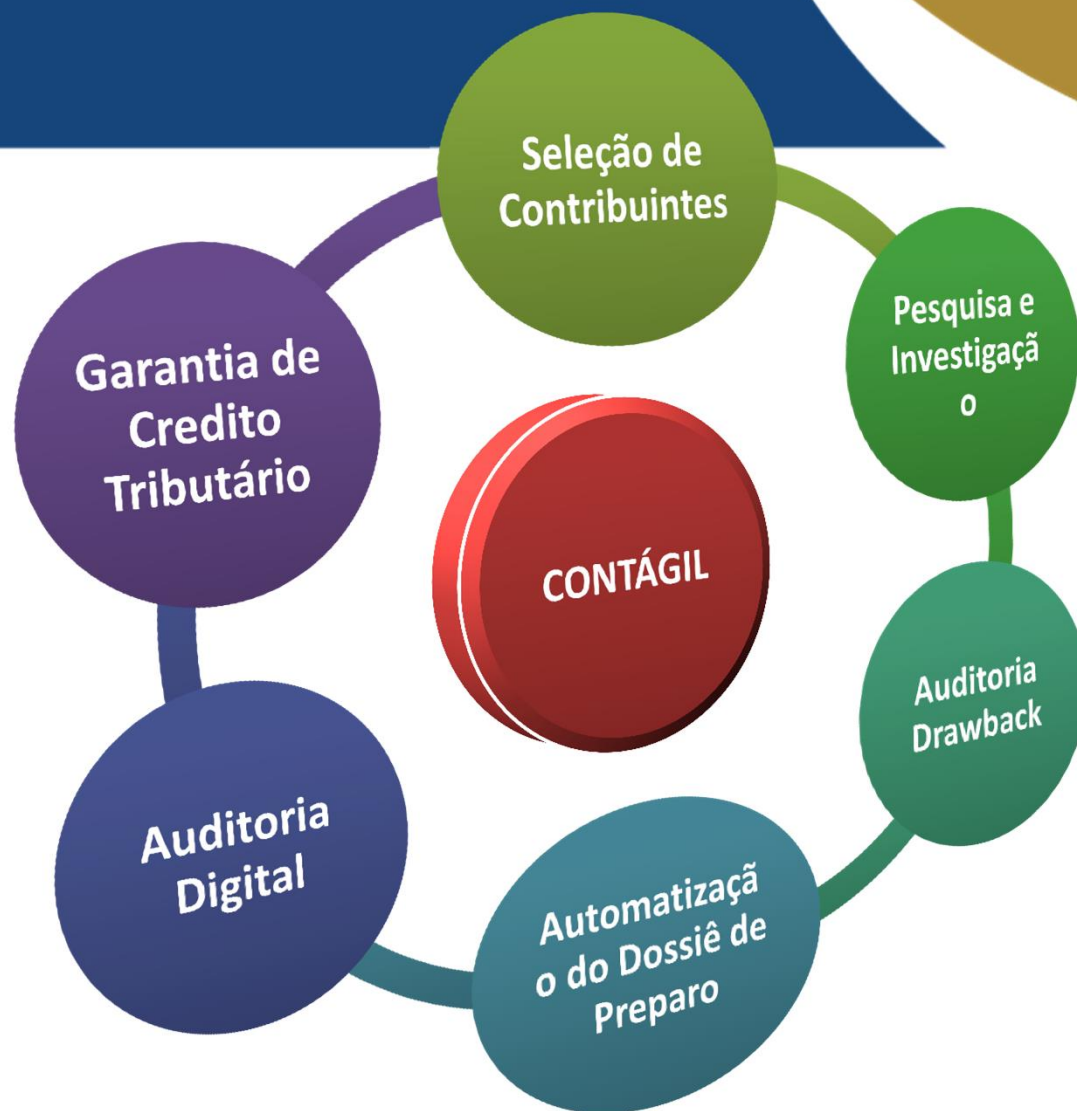 Seleção de
Contribuintes
Pesquisa e
Investigaçã
o
Auditoria
Drawback
Automatizaçã
o do Dossiê de
Preparo
Auditoria
Digital
Garantia de
Credito
Tributário
CONTÁGIL